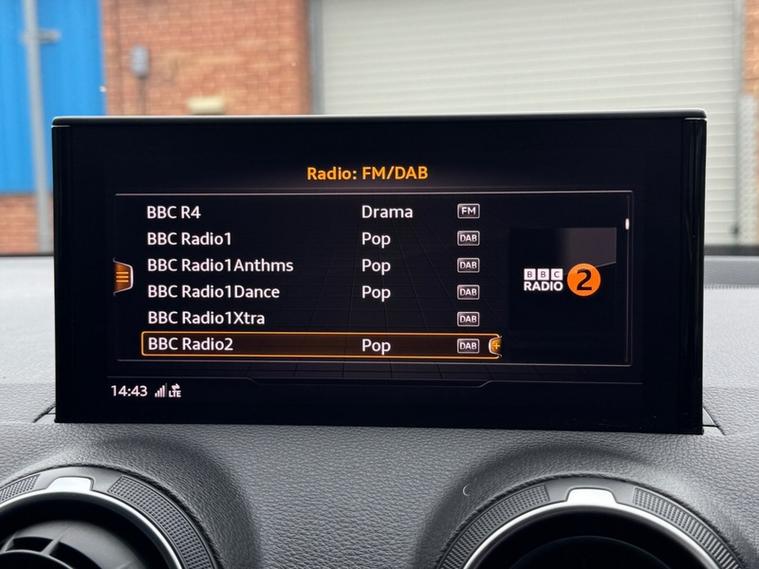 Radio: FM/DAB
BBC R4 Drama FM
BBC Radio1 Pop DAB
BBC Radio1Anthms Pop DAB
BBC Radio1Dance Pop DAB
BBC Radio1Xtra DAB
BBC Radio2 Pop DAB +
BBC
RADIO 2
14:43 LTE